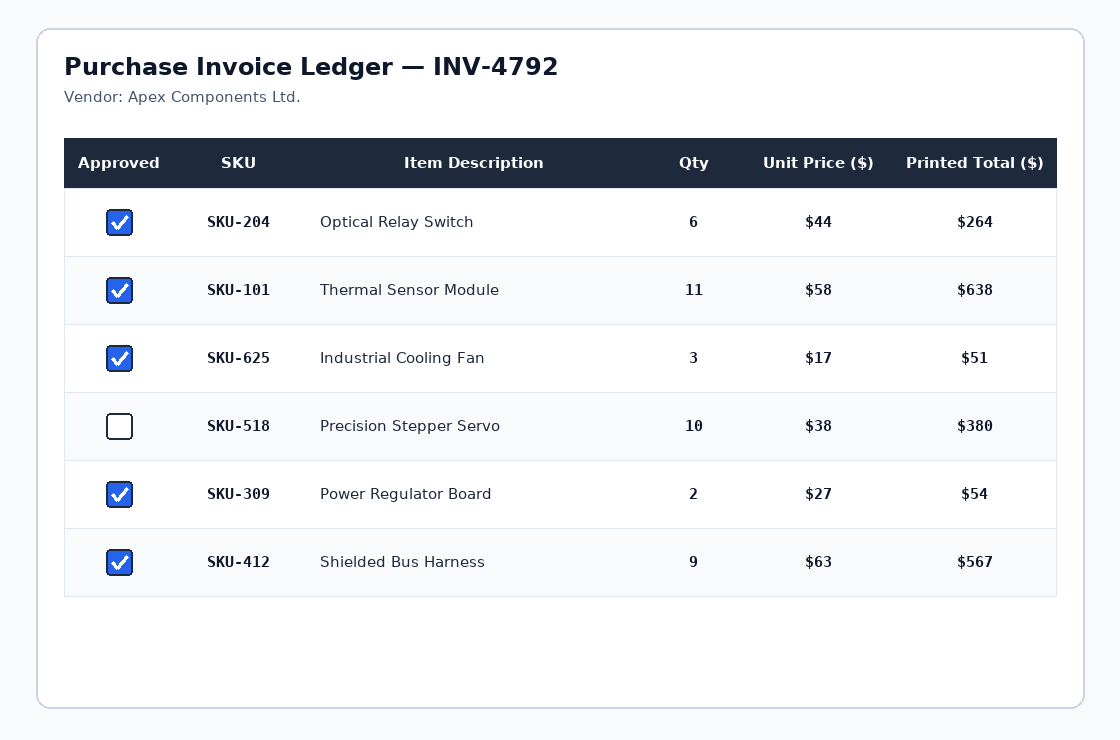 Purchase Invoice Ledger — INV-4792
Vendor: Apex Components Ltd.
Approved SKU Item Description Qty Unit Price ($) Printed Total ($)
SKU-204 Optical Relay Switch 6 $44 $264
SKU-101 Thermal Sensor Module 11 $58 $638
SKU-625 Industrial Cooling Fan 3 $17 $51
SKU-518 Precision Stepper Servo 10 $38 $380
SKU-309 Power Regulator Board 2 $27 $54
SKU-412 Shielded Bus Harness 9 $63 $567